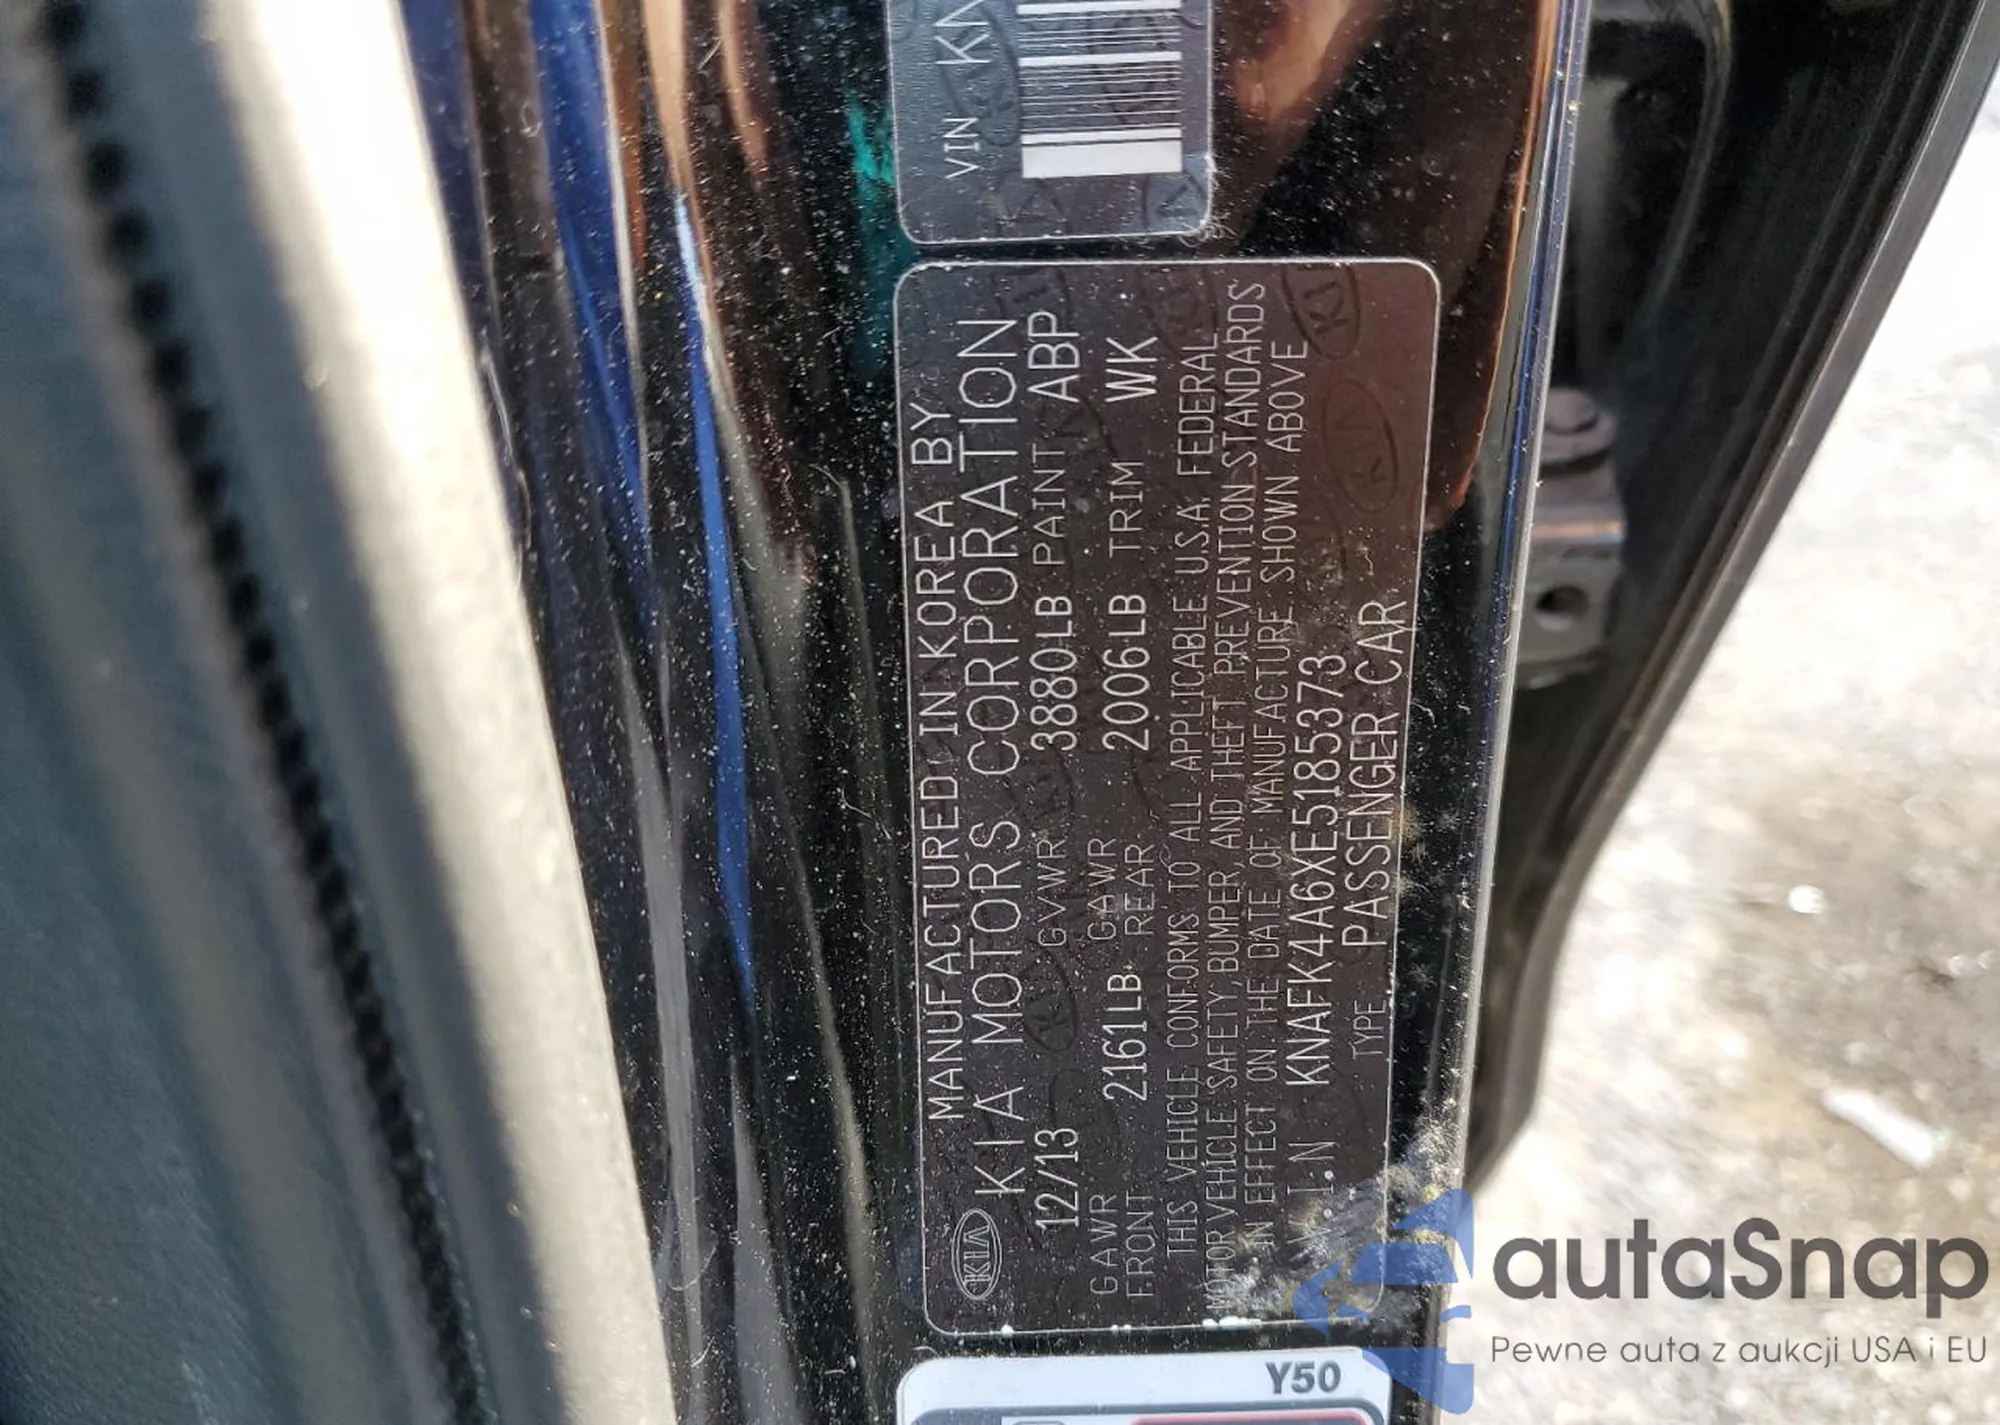 VIN KN
KIA
MANUFACTURED IN KOREA BY
KIA MOTORS CORPORATION
12/13 GVWR 3880LB PAINT ABP
GAWR FRONT 2161LB GAWR REAR 2006LB TRIM WK
THIS VEHICLE CONFORMS TO ALL APPLICABLE U.S.A. FEDERAL
MOTOR VEHICLE SAFETY, BUMPER, AND THEFT PREVENTION STANDARDS
IN EFFECT ON THE DATE OF MANUFACTURE SHOWN ABOVE
V.I.N KNAFK4A6XE5185373
TYPE PASSENGER CAR
Y50
autaSnap
Pewne auta z aukcji USA i EU